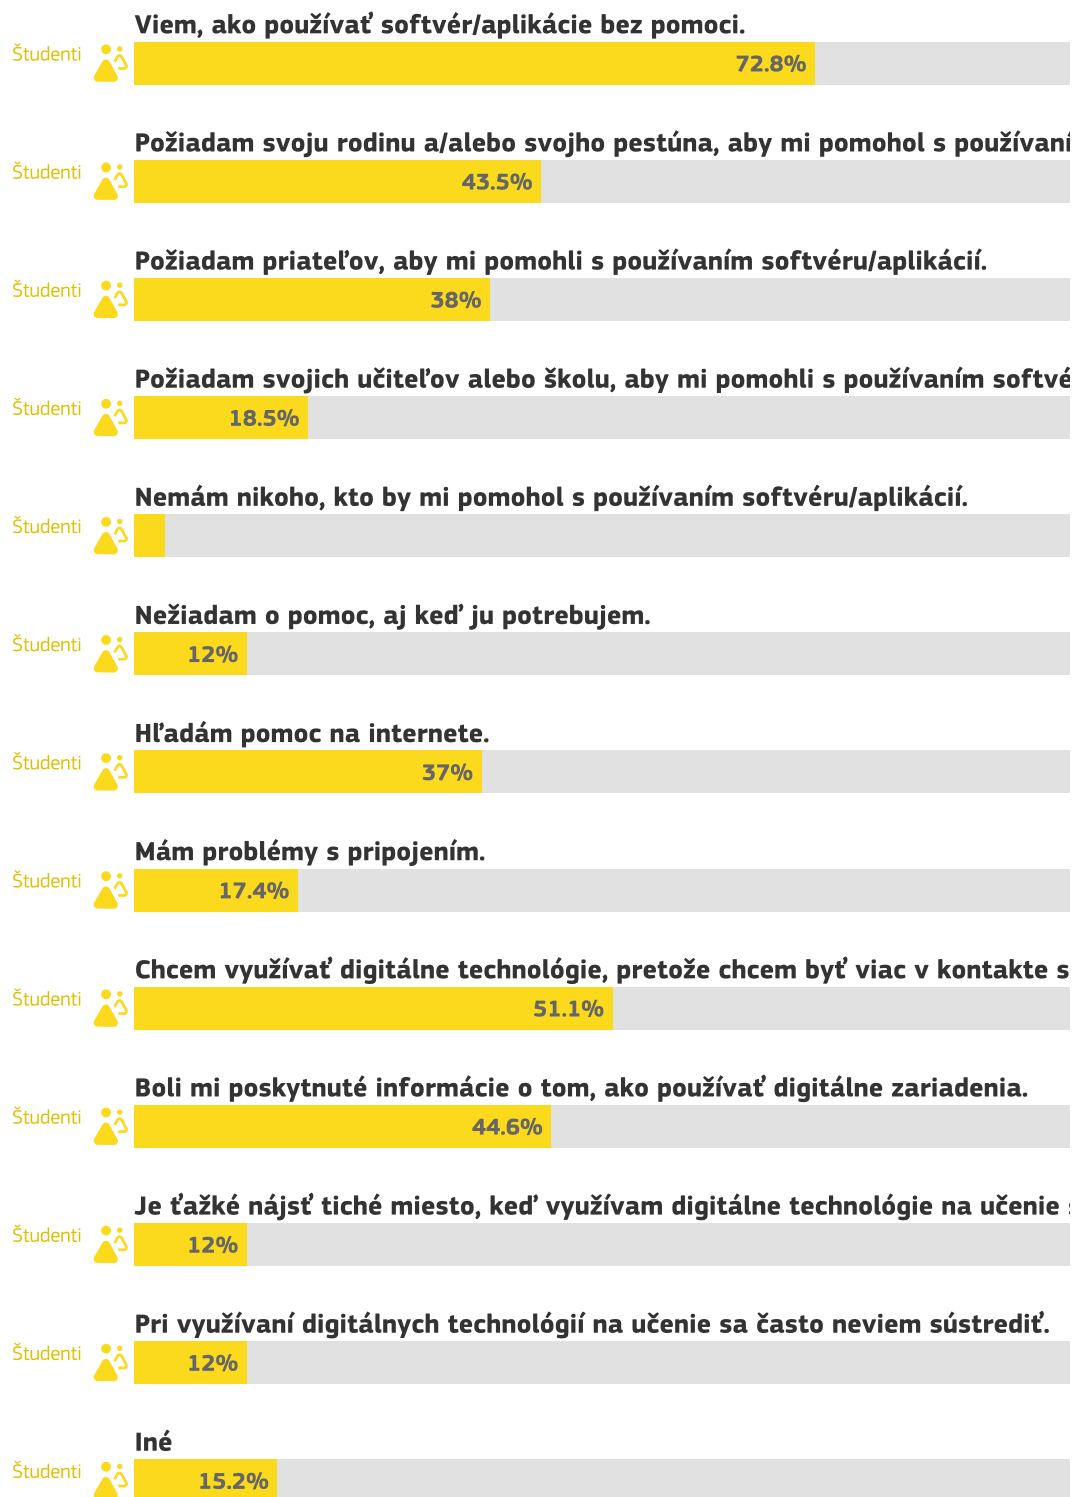 Viem, ako používať softvér/aplikácie bez pomoci.
Študenti
72.8%
Požiadam svoju rodinu a/alebo svojho pestúna, aby mi pomohol s
Študenti
43.5%
Požiadam priateľov, aby mi pomohli s používaním softvéru/aplikácií.
Študenti
38%
Požiadam svojich učiteľov alebo školu, aby mi pomohli s používaním
Študenti
18.5%
Nemám nikoho, kto by mi pomohol s používaním softvéru/aplikácií.
Študenti
Nežiadam o pomoc, aj keď ju potrebujem.
Študenti
12%
Hľadám pomoc na internete.
Študenti
37%
Mám problémy s pripojením.
Študenti
17.4%
Chcem využívať digitálne technológie, pretože chcem byť viac v kontakte s
Študenti
51.1%
Boli mi poskytnuté informácie o tom, ako používať digitálne zariadenia.
Študenti
44.6%
Je ťažké nájsť tiché miesto, keď využívam digitálne technológie na učenie
Študenti
12%
Pri využívaní digitálnych technológií na učenie sa často neviem sústrediť.
Študenti
12%
Iné
Študenti
15.2%